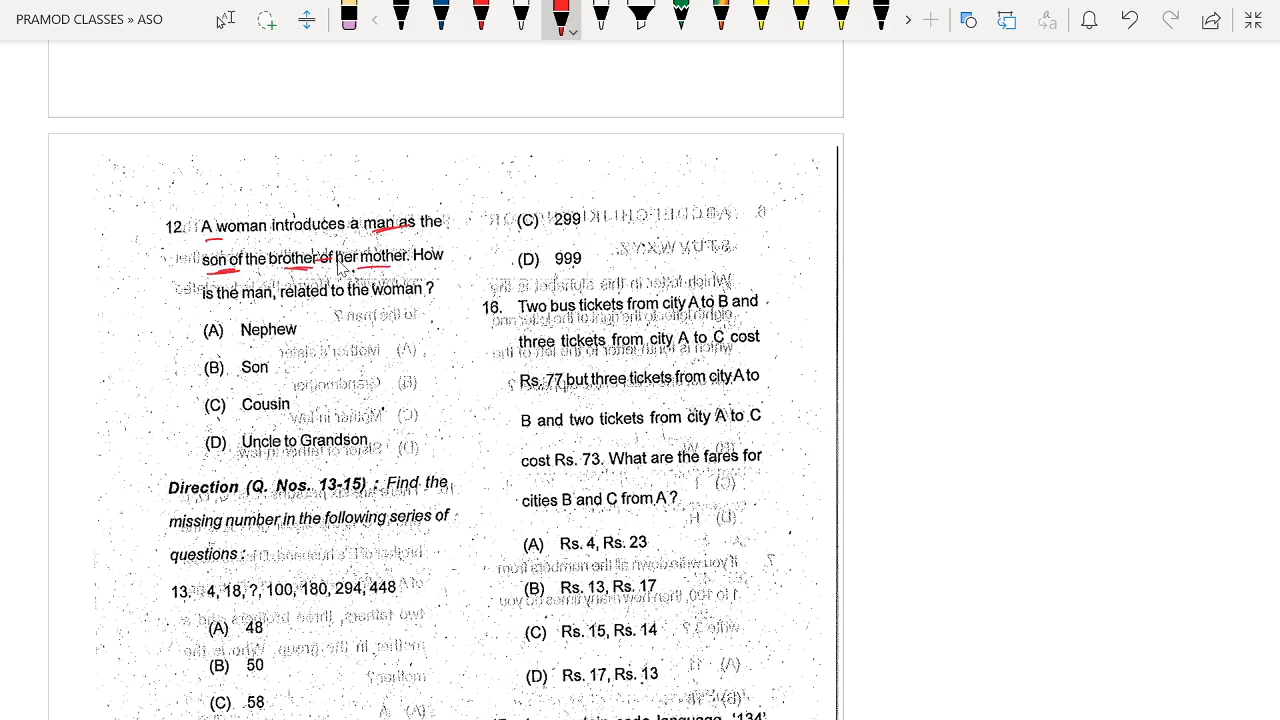 PRAMOD CLASSES » ASO
12. A woman introduces a man as the
son of the brother of her mother. How
is the man, related to the woman ?
(A) Nephew
(B) Son
(C) Cousin
(D) Uncle to Grandson
Direction (Q. Nos. 13-15) : Find the
missing number in the following series of
questions :
13. 4, 18, ?, 100, 180, 294, 448
(A) 48
(B) 50
(C) 58
(C) 299
(D) 999
16. Two bus tickets from city A to B and
three tickets from city A to C cost
Rs. 77 but three tickets from city A to
B and two tickets from city A to C
cost Rs. 73. What are the fares for
cities B and C from A ?
(A) Rs. 4, Rs. 23
(B) Rs. 13, Rs. 17
(C) Rs. 15, Rs. 14
(D) Rs. 17, Rs. 13
code language, '134'